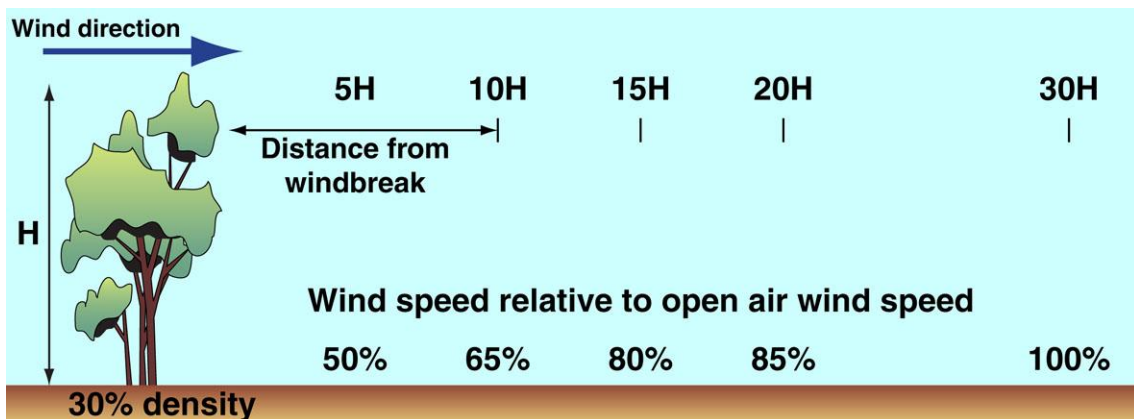 Wind direction
5H 10H 15H 20H 30H
Distance from
windbreak
H
Wind speed relative to open air wind speed
50% 65% 80% 85% 100%
30% density